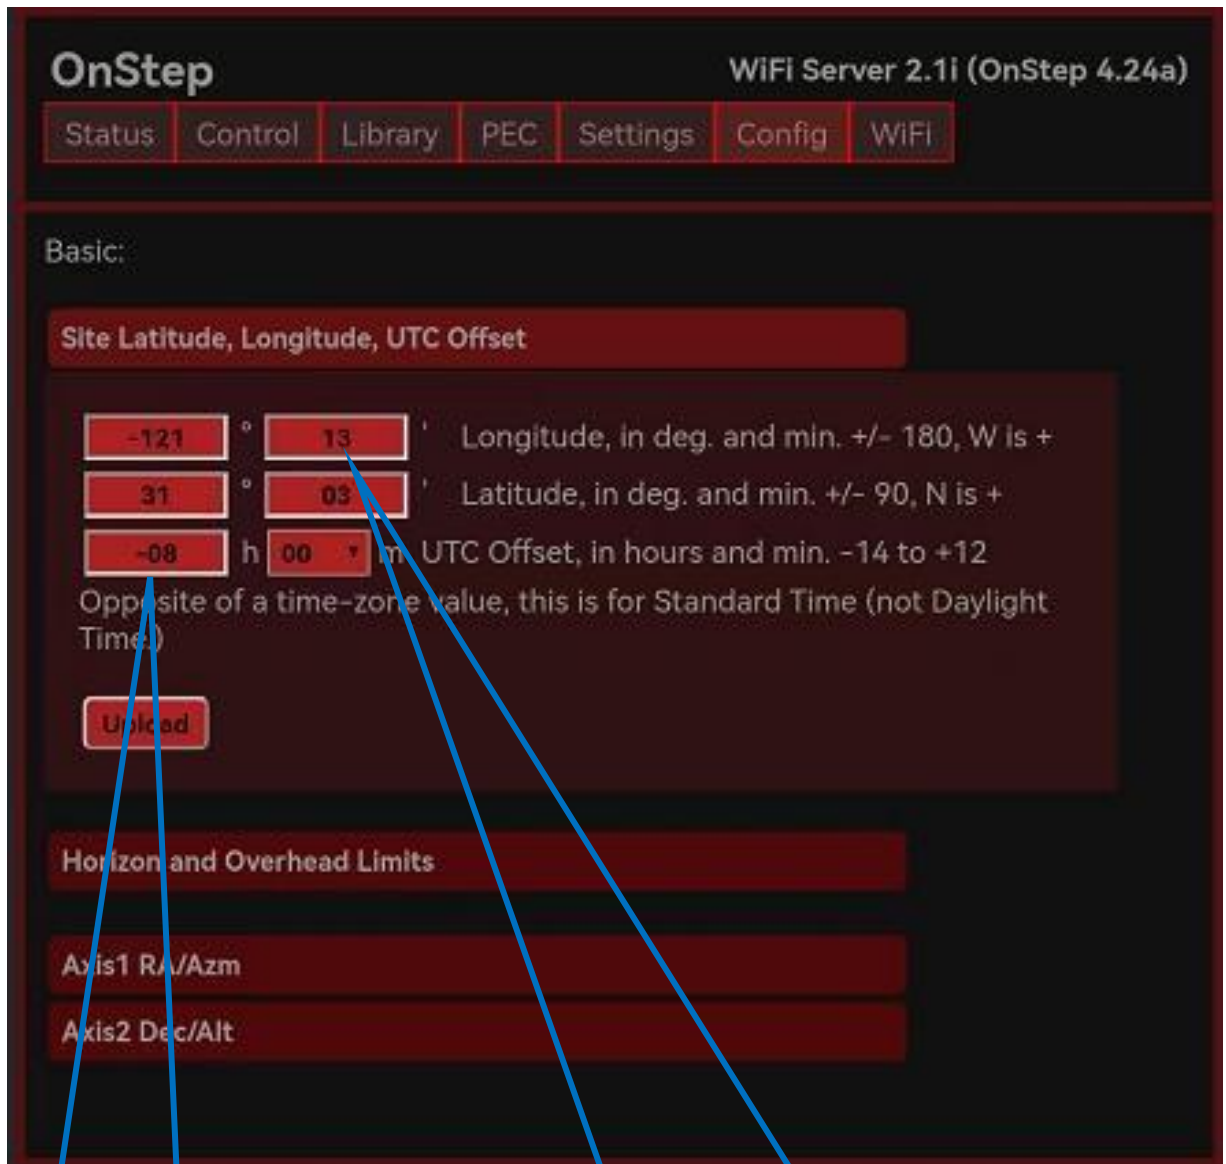 OnStep
WiFi Server 2.1i (OnStep 4.24a)
Status Control Library PEC Settings Config WiFi
Basic:
Site Latitude, Longitude, UTC Offset
-121 ° 13 ' Longitude, in deg. and min. +/- 180, W is +
31 ° 03 ' Latitude, in deg. and min. +/- 90, N is +
-08 h 00 m UTC Offset, in hours and min. -14 to +12
Opposite of a time-zone value, this is for Standard Time (not Daylight
Time.)
Upload
Horizon and Overhead Limits
Axis1 RA/Azm
Axis2 Dec/Alt